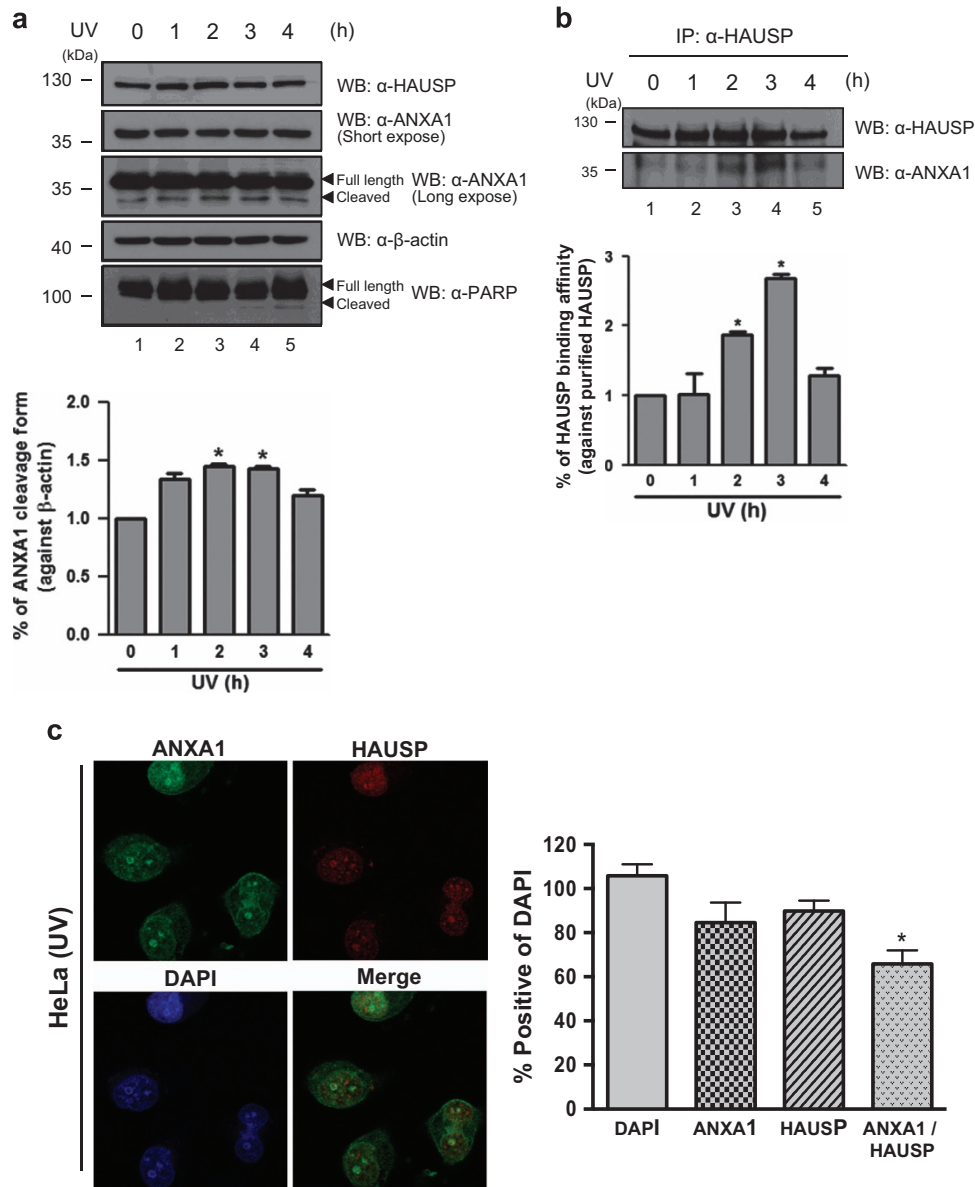 a
UV 0 1 2 3 4 (h)
(kDa)
130
WB: α-HAUSP
35
WB: α-ANXA1
(Short expose)
35
Full length
Cleaved
WB: α-ANXA1
(Long expose)
40
WB: α-β-actin
100
Full length
Cleaved
WB: α-PARP
1 2 3 4 5
% of ANXA1 cleavage form
(against β-actin)
2.0
1.5
1.0
0.5
0.0
* *
0 1 2 3 4
UV (h)
b
IP: α-HAUSP
UV 0 1 2 3 4 (h)
(kDa)
130
WB: α-HAUSP
35
WB: α-ANXA1
1 2 3 4 5
% of HAUSP binding affinity
(against purified HAUSP)
3
2
1
0
* *
0 1 2 3 4
UV (h)
c
HeLa (UV)
ANXA1 HAUSP
DAPI Merge
% Positive of DAPI
120
100
80
60
40
20
0
*
DAPI ANXA1 HAUSP ANXA1 /
HAUSP